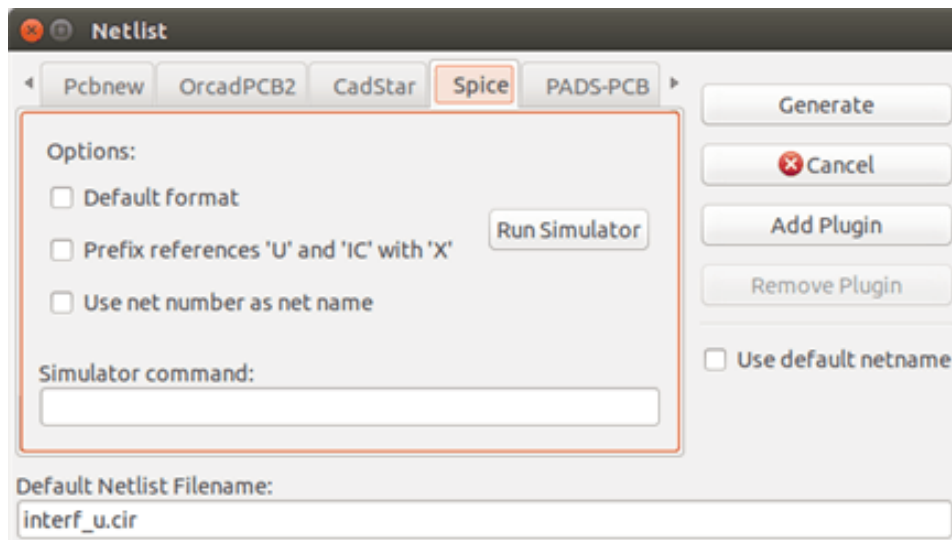 Netlist
Pcbnew OrcadPCB2 CadStar Spice PADS-PCB
Generate
Options:
Cancel
Default format
Run Simulator
Add Plugin
Prefix references 'U' and 'IC' with 'X'
Remove Plugin
Use net number as net name
Use default netname
Simulator command:
Default Netlist Filename:
interf_u.cir